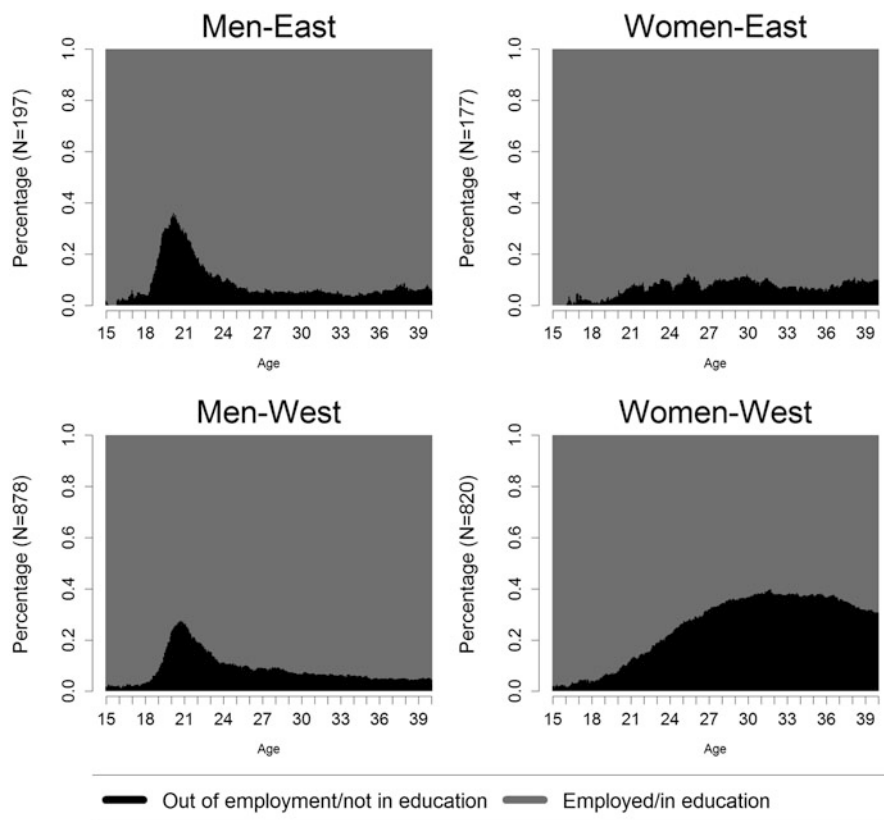 Men-East
Women-East
Percentage (N=197)
0.0 0.2 0.4 0.6 0.8 1.0
15 18 21 24 27 30 33 36 39
Age
Percentage (N=177)
0.0 0.2 0.4 0.6 0.8 1.0
15 18 21 24 27 30 33 36 39
Age
Men-West
Women-West
Percentage (N=878)
0.0 0.2 0.4 0.6 0.8 1.0
15 18 21 24 27 30 33 36 39
Age
Percentage (N=820)
0.0 0.2 0.4 0.6 0.8 1.0
15 18 21 24 27 30 33 36 39
Age
Out of employment/not in education Employed/in education